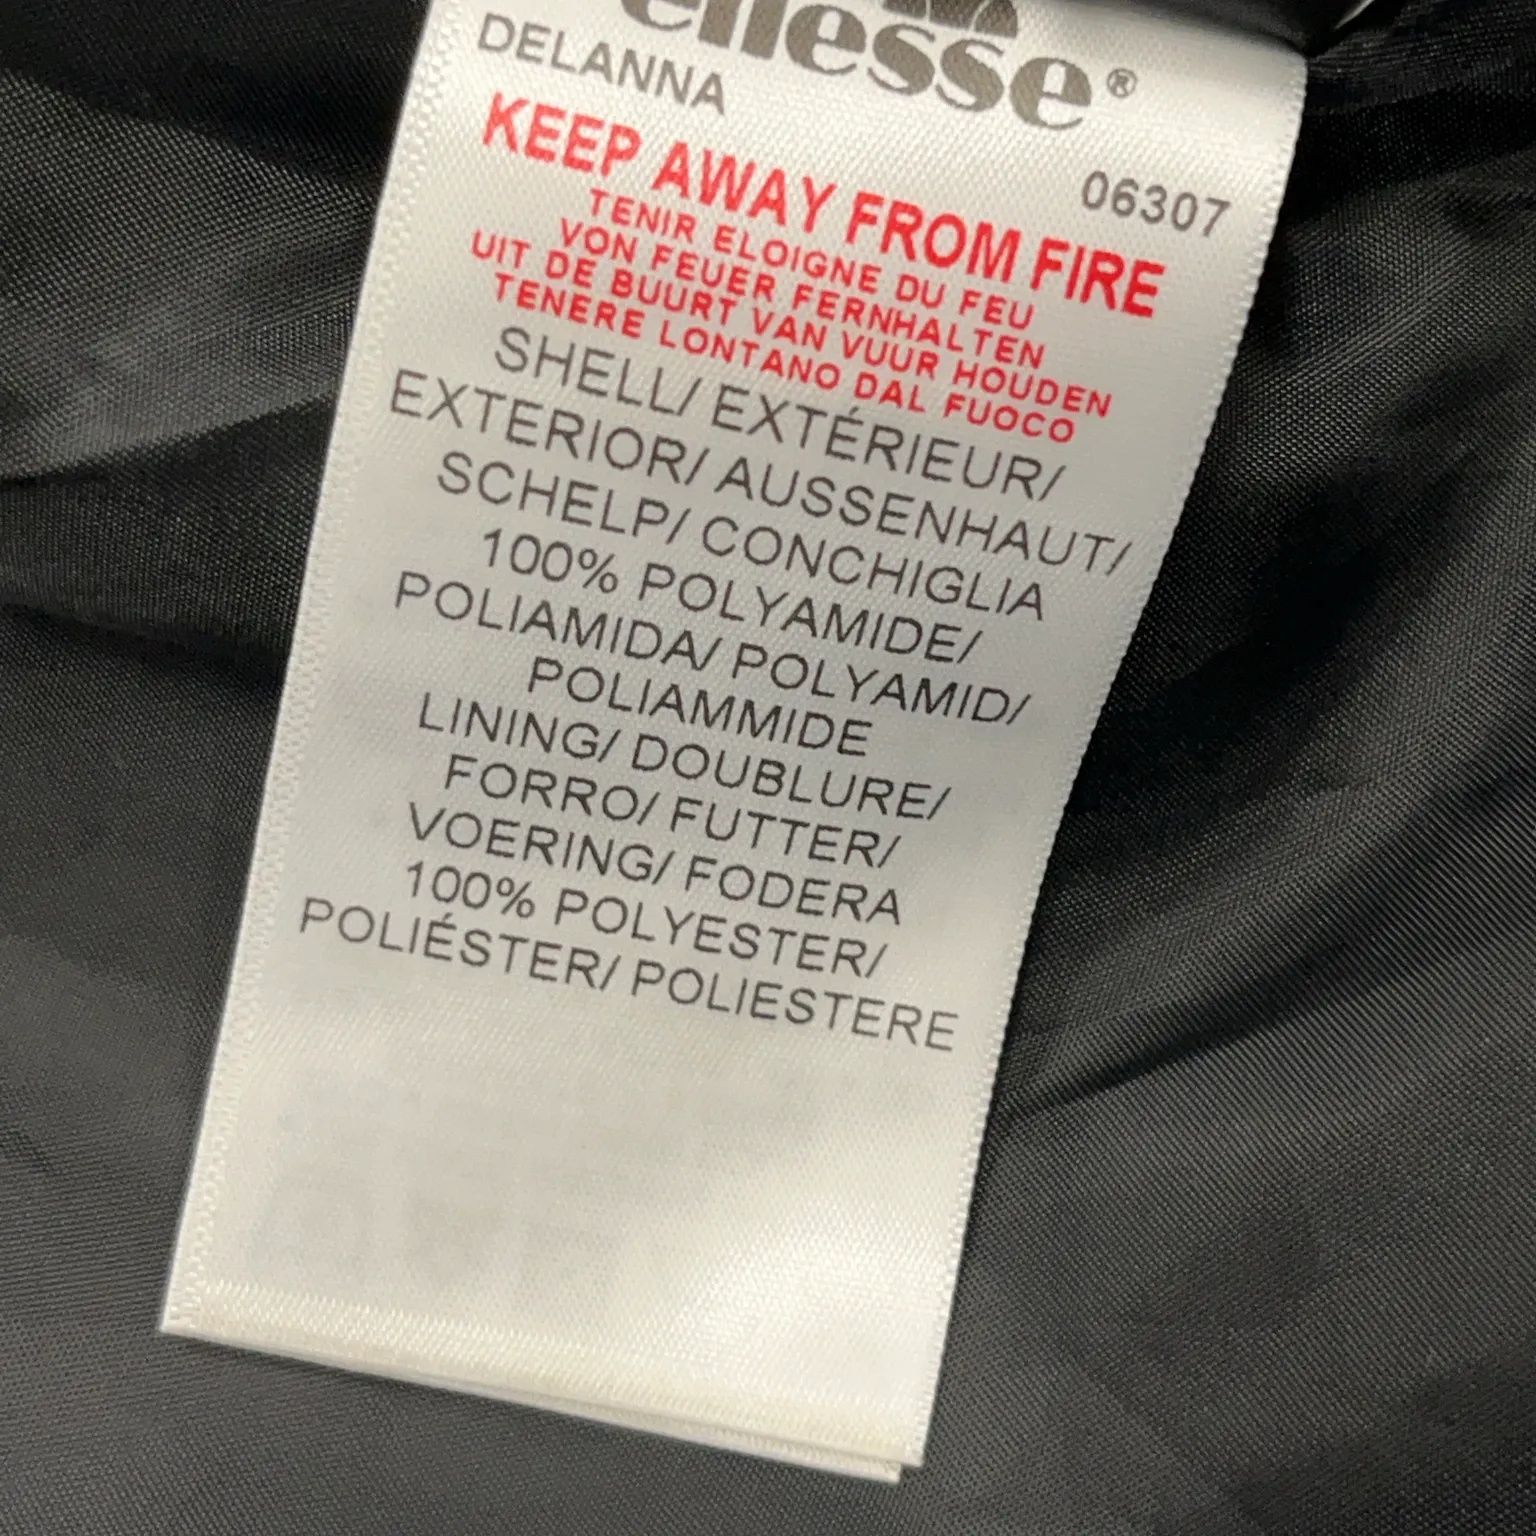 ellesse®
DELANNA
06307
KEEP AWAY FROM FIRE
TENIR ELOIGNE DU FEU
VON FEUER FERNHALTEN
UIT DE BUURT VAN VUUR HOUDEN
TENERE LONTANO DAL FUOCO
SHELL/ EXTÉRIEUR/
EXTERIOR/ AUSSENHAUT/
SCHELP/ CONCHIGLIA
100% POLYAMIDE/
POLIAMIDA/ POLYAMID/
POLIAMMIDE
LINING/ DOUBLURE/
FORRO/ FUTTER/
VOERING/ FODERA
100% POLYESTER/
POLIÉSTER/ POLIESTERE